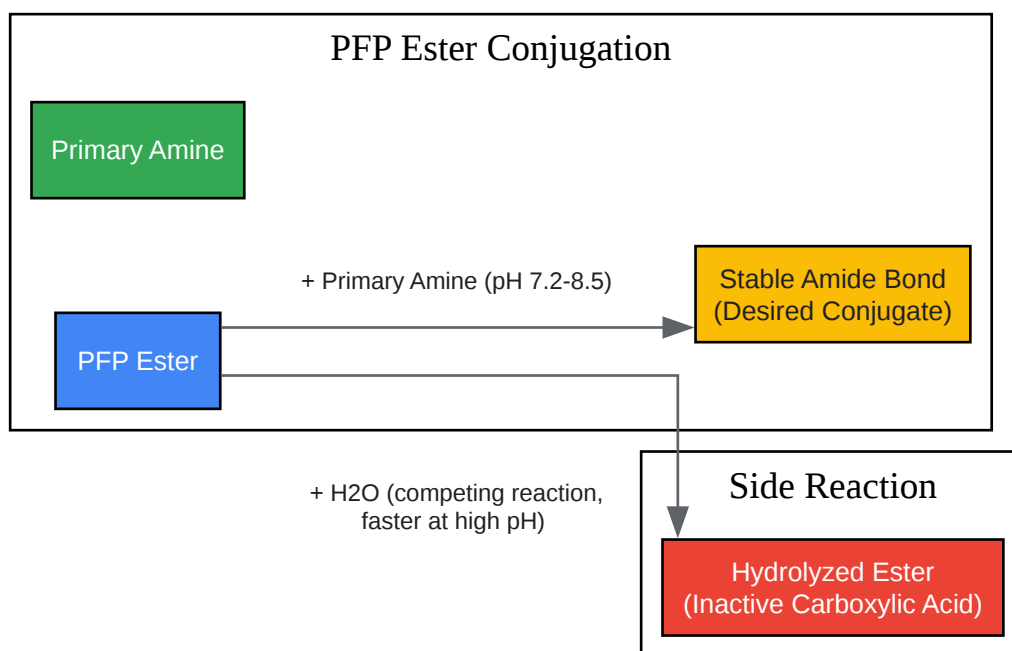 PFP Ester Conjugation
Primary Amine
+ Primary Amine (pH 7.2-8.5)
Stable Amide Bond
(Desired Conjugate)
PFP Ester
+ H2O (competing reaction,
faster at high pH)
Side Reaction
Hydrolyzed Ester
(Inactive Carboxylic Acid)